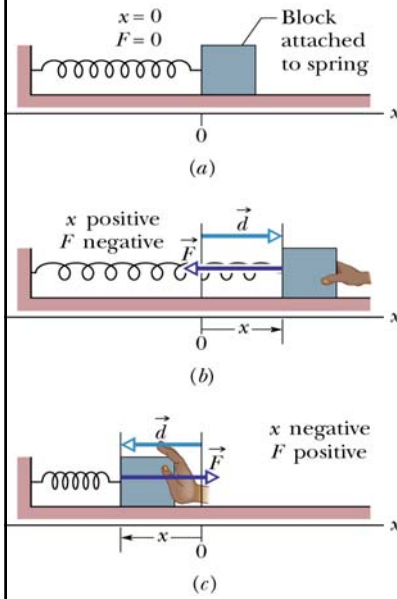 x = 0
F = 0
Block
attached
to spring
0
x
(a)
x positive
F negative
d
F
x
0
x
(b)
d
x negative
F positive
F
x
0
x
(c)